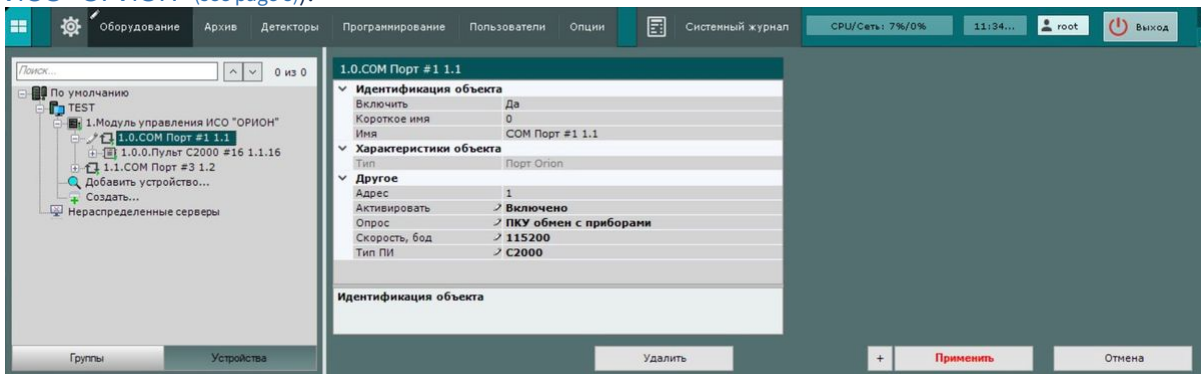 Оборудование Архив Детекторы Программирование Пользователи Опции Системный журнал CPU/Сеть: 7%/0% 11:34... root Выход
Поиск... 0 из 0
По умолчанию
TEST
1.Модуль управления ИСО "ОРИОН"
1.0.COM Порт #1 1.1
1.0.0.Пульт C2000 #16 1.1.16
1.1.COM Порт #3 1.2
Добавить устройство...
Создать...
Нераспределенные серверы
Группы Устройства
1.0.COM Порт #1 1.1
Идентификация объекта
Включить Да
Короткое имя 0
Имя COM Порт #1 1.1
Характеристики объекта
Тип Порт Orion
Другое
Адрес 1
Активировать Включено
Опрос ПКУ обмен с приборами
Скорость, бод 115200
Тип ПИ C2000
Идентификация объекта
Удалить + Применить Отмена